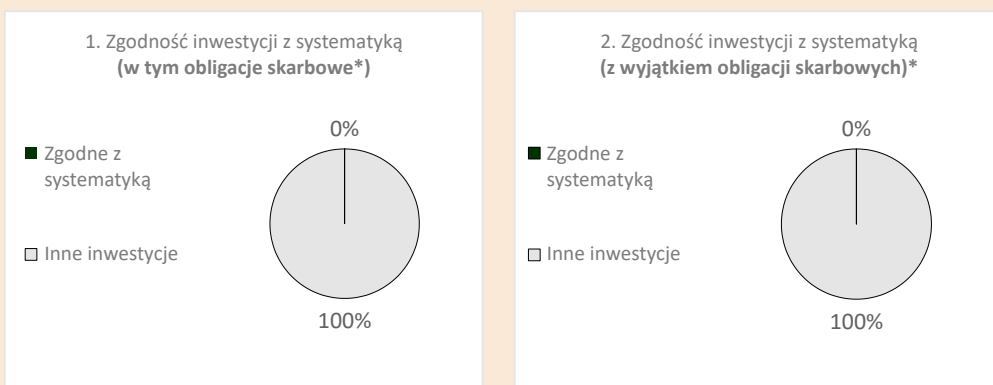 1. Zgodność inwestycji z systematyką
(w tym obligacje skarbowe*)
0%
Zgodne z
systematyką
Inne inwestycje
100%
2. Zgodność inwestycji z systematyką
(z wyjątkiem obligacji skarbowych)*
0%
Zgodne z
systematyką
Inne inwestycje
100%